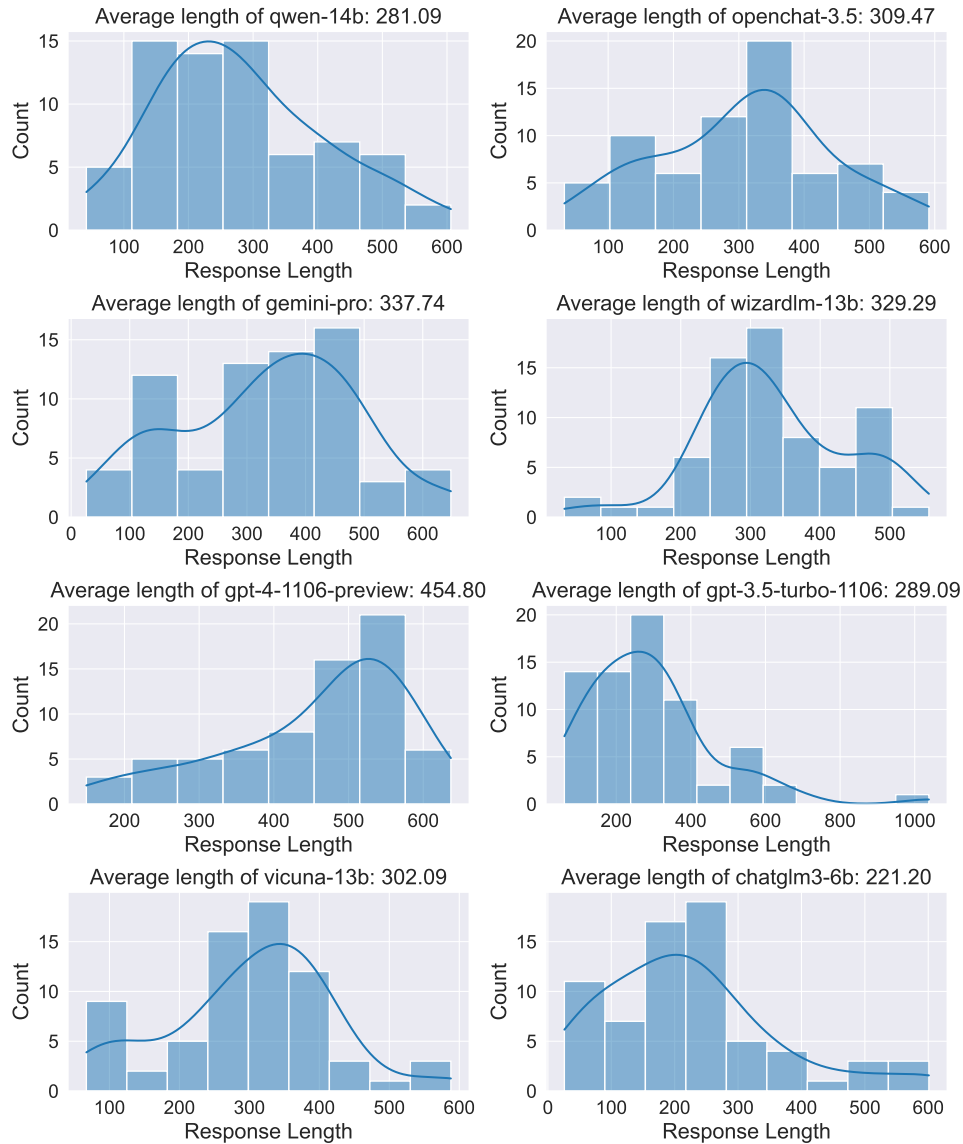 Average length of qwen-14b: 281.09
15
10
5
0
Count
100 200 300 400 500 600
Response Length
Average length of openchat-3.5: 309.47
20
15
10
5
0
Count
100 200 300 400 500 600
Response Length
Average length of gemini-pro: 337.74
15
10
5
0
Count
0 100 200 300 400 500 600
Response Length
Average length of wizardlm-13b: 329.29
15
10
5
0
Count
100 200 300 400 500
Response Length
Average length of gpt-4-1106-preview: 454.80
20
15
10
5
0
Count
200 300 400 500 600
Response Length
Average length of gpt-3.5-turbo-1106: 289.09
20
15
10
5
0
Count
200 400 600 800 1000
Response Length
Average length of vicuna-13b: 302.09
15
10
5
0
Count
100 200 300 400 500 600
Response Length
Average length of chatglm3-6b: 221.20
15
10
5
0
Count
0 100 200 300 400 500 600
Response Length